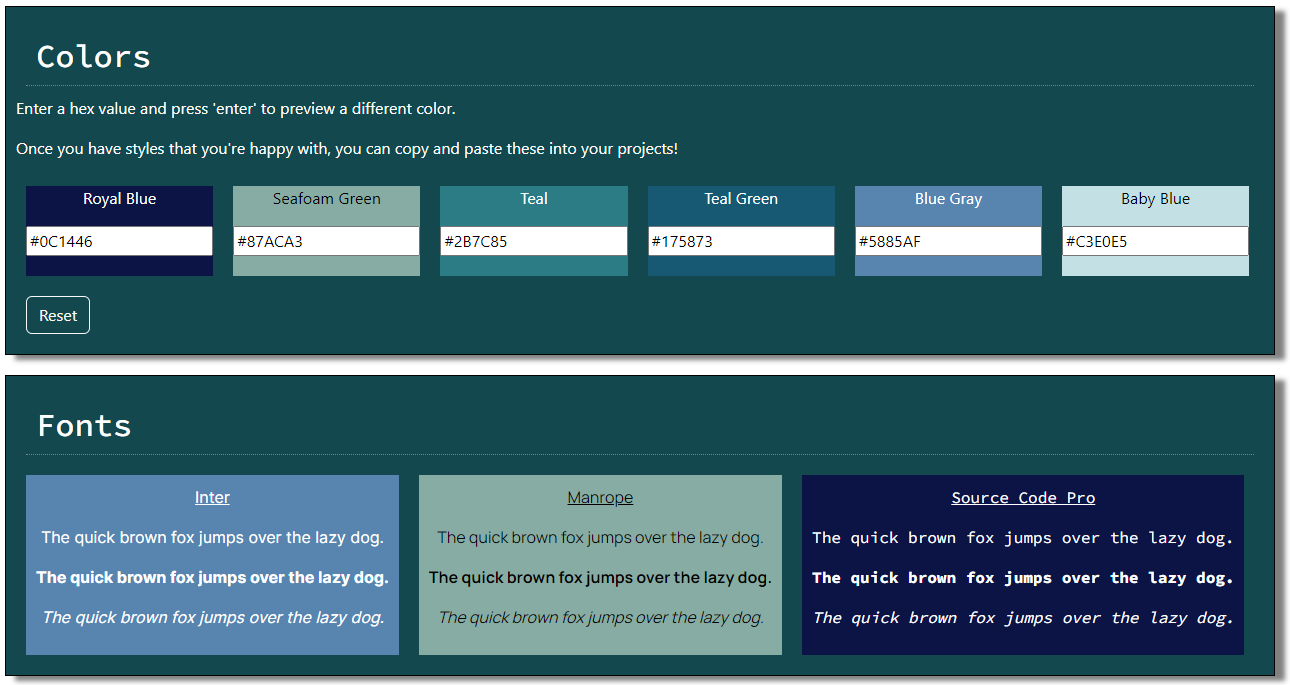 Colors
Enter a hex value and press 'enter' to preview a different color.
Once you have styles that you're happy with, you can copy and paste these into your projects!
Royal Blue Seafoam Green Teal Teal Green Blue Gray Baby Blue
#0C1446 #87ACA3 #2B7C85 #175873 #5885AF #C3E0E5
Reset
Fonts
Inter Manrope Source Code Pro
The quick brown fox jumps over the lazy dog. The quick brown fox jumps over the lazy dog. The quick brown fox jumps over the lazy dog.
The quick brown fox jumps over the lazy dog. The quick brown fox jumps over the lazy dog. The quick brown fox jumps over the lazy dog.
The quick brown fox jumps over the lazy dog. The quick brown fox jumps over the lazy dog. The quick brown fox jumps over the lazy dog.